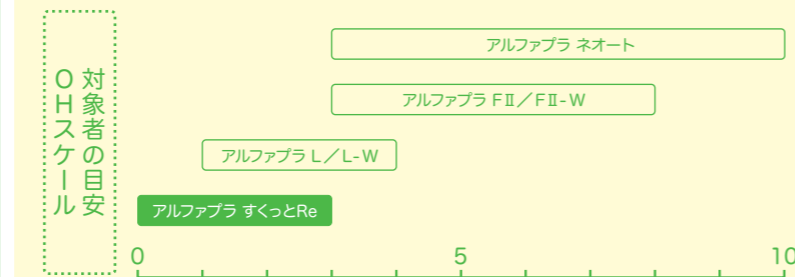 対象者の目安
OHスケール
アルファプラ ネオート
アルファプラ FⅡ／FⅡ-W
アルファプラ L／L-W
アルファプラ すくっとRe
0 5 10